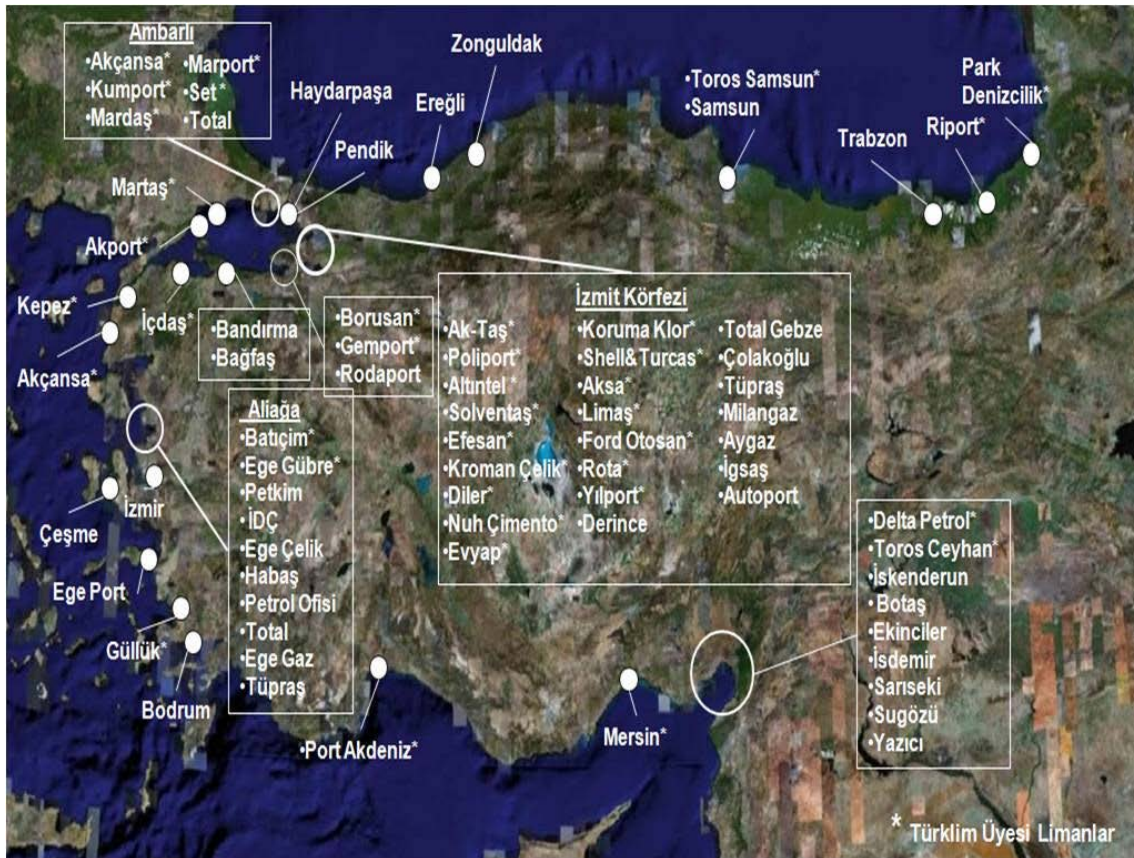 Ambarlı
•Akçansa* •Marport*
•Kumport* •Set*
•Mardaş* •Total
Haydarpaşa
Pendik
Ereğli
Zonguldak
•Toros Samsun*
•Samsun
Trabzon
Park
Denizcilik*
Riport*
Martaş*
Akport*
Kepez*
İçdaş*
Akçansa*
•Bandırma
•Bağfaş
•Borusan*
•Gemport*
•Rodaport
İzmit Körfezi
•Ak-Taş*
•Poliport*
•Altıntel*
•Solventaş*
•Efesan*
•Kroman Çelik*
•Diler*
•Nuh Çimento*
•Evyap*
•Koruma Klor*
•Shell& Turcas*
•Aksa*
•Limaş*
•Ford Otosan*
•Rota*
•Yılport*
•Derince
•Total Gebze
•Çolakoğlu
•Tüpraş
•Milangaz
•Aygaz
•İgsaş
•Autoport
Aliağa
•Batıçim*
•Ege Gübre*
•Petkim
•İDÇ
•Ege Çelik
•Habaş
•Petrol Ofisi
•Total
•Ege Gaz
•Tüpraş
İzmir
Çeşme
Ege Port
Güllük*
Bodrum
•Port Akdeniz*
Mersin*
•Delta Petrol*
•Toros Ceyhan*
•İskenderun
•Botaş
•Ekinciler
•İsdemir
•Sarıseki
•Sugözü
•Yazıcı
* Türklim Üyesi Limanlar